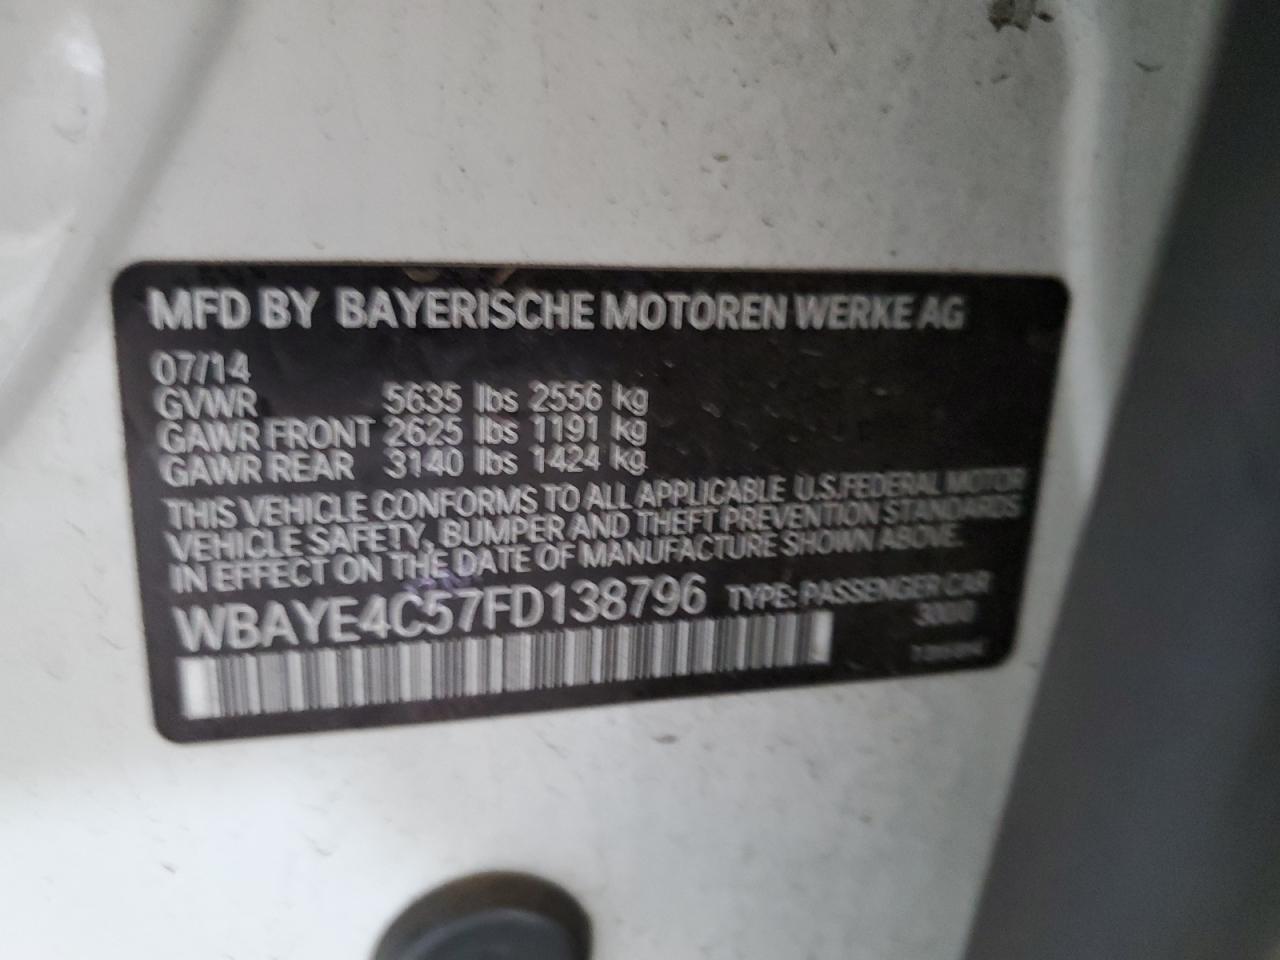 MFD BY BAYERISCHE MOTOREN WERKE AG
07/14
GVWR 5635 lbs 2556 kg
GAWR FRONT 2625 lbs 1191 kg
GAWR REAR 3140 lbs 1424 kg
THIS VEHICLE CONFORMS TO ALL APPLICABLE U.S.FEDERAL MOTOR
VEHICLE SAFETY, BUMPER AND THEFT PREVENTION STANDARDS
IN EFFECT ON THE DATE OF MANUFACTURE SHOWN ABOVE.
WBAYE4C57FD138796 TYPE: PASSENGER CAR